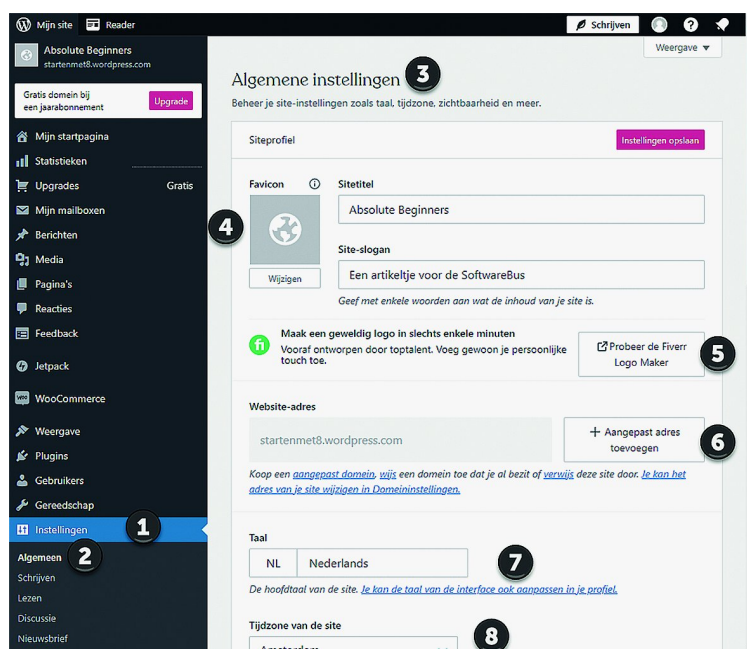 Mijn site
Reader
Schrijven
Absolute Beginners
startenmet8.wordpress.com
Gratis domein bij
een jaarabonnement
Upgrade
Mijn startpagina
Statistieken
Upgrades
Gratis
Mijn mailboxen
Berichten
Media
Pagina's
Reacties
Feedback
Jetpack
WooCommerce
Weergave
Plugins
Gebruikers
Gereedschap
Instellingen
1
Algemeen
2
Schrijven
Lezen
Discussie
Nieuwsbrief
Weergave
Algemene instellingen
3
Beheer je site-instellingen zoals taal, tijdzone, zichtbaarheid en meer.
Siteprofiel
Instellingen opslaan
Favicon
4
Wijzigen
Sitetitel
Absolute Beginners
Site-slogan
Een artikeltje voor de SoftwareBus
Geef met enkele woorden aan wat de inhoud van je site is.
fi
Maak een geweldig logo in slechts enkele minuten
Vooraf ontworpen door toptalent. Voeg gewoon je persoonlijke
touch toe.
Probeer de Fiverr
Logo Maker
5
Website-adres
startenmet8.wordpress.com
+ Aangepast adres
toevoegen
6
Koop een aangepast domein, wijs een domein toe dat je al bezit of verwijs deze site door. Je kan het
adres van je site wijzigen in Domeininstellingen.
Taal
NL Nederlands
7
De hoofdtaal van de site. Je kan de taal van de interface ook aanpassen in je profiel.
Tijdzone van de site
Amsterdam
8